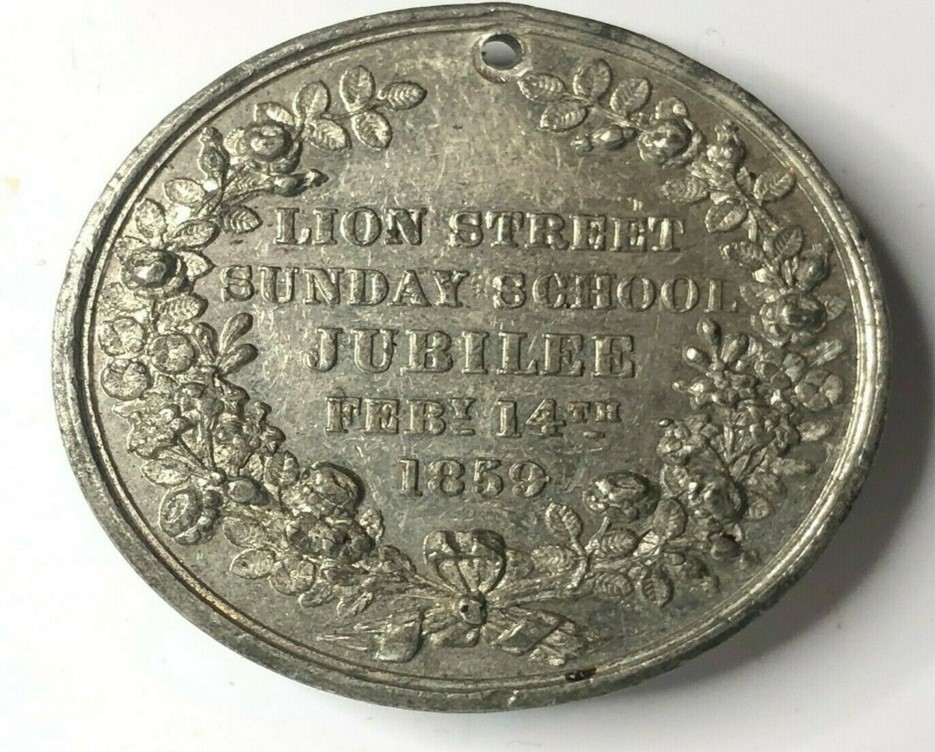 LION STREET
SUNDAY SCHOOL
JUBILEE
FEBY 14TH
1859